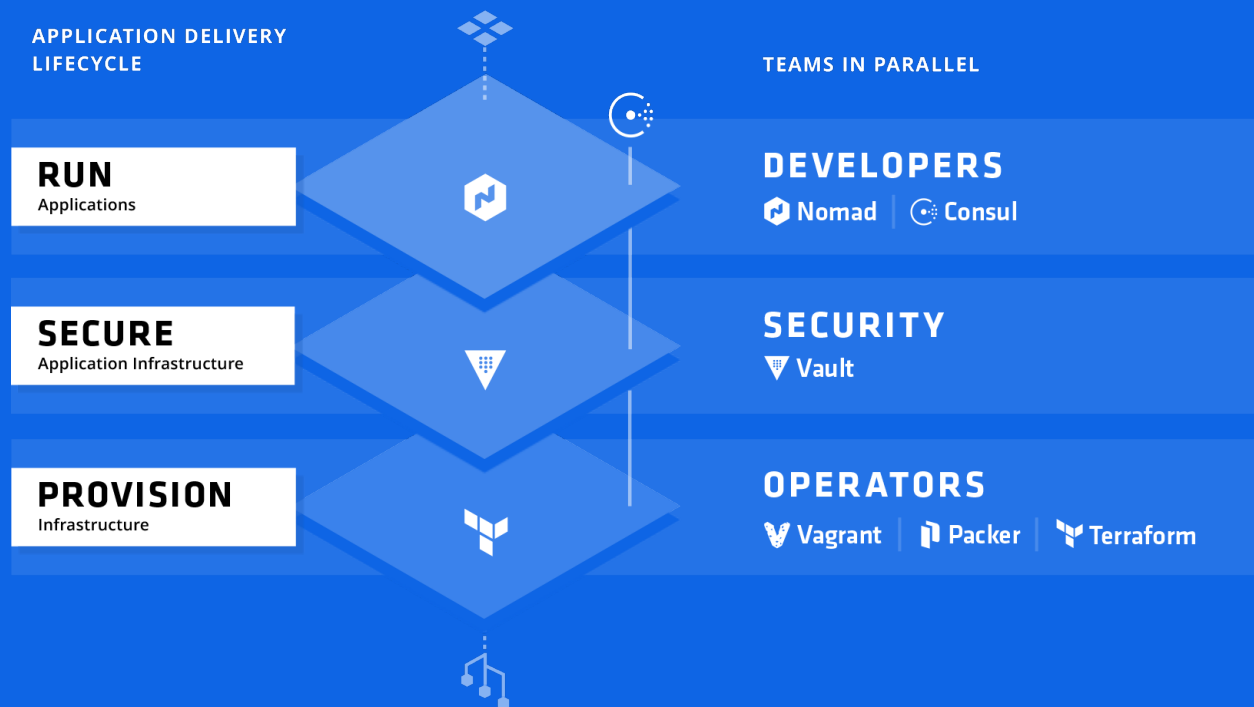 APPLICATION DELIVERY
LIFECYCLE
TEAMS IN PARALLEL
RUN
Applications
DEVELOPERS
Nomad
Consul
SECURE
Application Infrastructure
SECURITY
Vault
PROVISION
Infrastructure
OPERATORS
Vagrant
Packer
Terraform